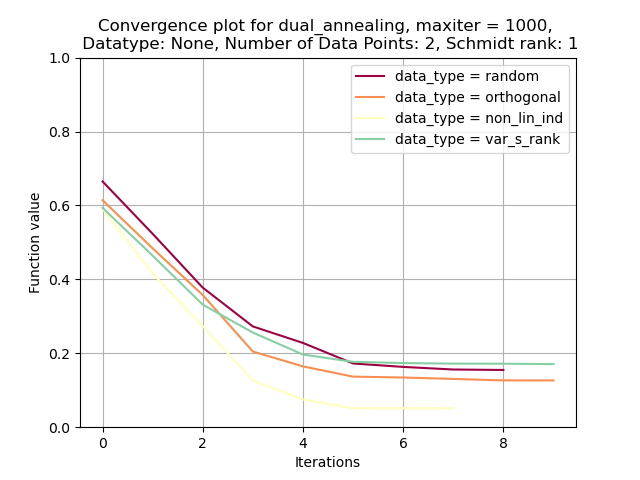 Convergence plot for dual_annealing, maxiter = 1000,
Datatype: None, Number of Data Points: 2, Schmidt rank: 1
1.0
0.8
0.6
0.4
0.2
0.0
Function value
data_type = random
data_type = orthogonal
data_type = non_lin_ind
data_type = var_s_rank
0 2 4 6 8
Iterations